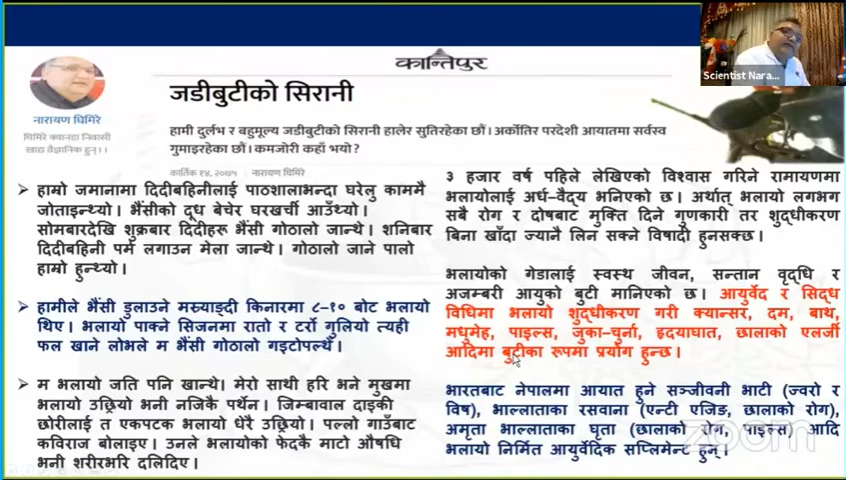 कान्तिपुर
जडीबुटीको सिरानी
नारायण घिमिरे
घिमिरे क्यानडा निवासी
खाद्य वैज्ञानिक हुन् ।
हामी दुर्लभ र बहुमूल्य जडीबुटीको सिरानी हालेर सुतिरहेका छौं । अर्कोतिर परदेशी आयातमा सर्वस्व
गुमाइरहेका छौं । कमजोरी कहाँ भयो ?
कार्तिक १४, २०७५ नारायण घिमिरे
हाम्रो जमानामा दिदीबहिनीलाई पाठशालाभन्दा घरेलु काममै
जोताइन्थ्यो । भैंसीको दूध बेचेर घरखर्ची आउँथ्यो ।
सोमबारदेखि शुक्रबार दिदीहरू भैंसी गोठालो जान्थे । शनिबार
दिदीबहिनी पर्म लगाउन मेला जान्थे । गोठालो जाने पालो
हाम्रो हुन्थ्यो ।
हामीले भैंसी डुलाउने मस्र्याङ्दी किनारमा ८–१० बोट भलायो
थिए । भलायो पाक्ने सिजनमा रातो र टर्रो गुलियो त्यही
फल खाने लोभले म भैंसी गोठालो गइटोपल्थें ।
म भलायो जति पनि खान्थें । मेरो साथी हरि भने मुखमा
भलायो उछ्रियो भनी नजिकै पर्थेन । जिम्बावाल दाइकी
छोरीलाई त एकपटक भलायो धेरै उछ्रियो । पल्लो गाउँबाट
कविराज बोलाइए । उनले भलायोको फेदकै माटो औषधि
भनी शरीरभरि दलिदिए ।
३ हजार वर्ष पहिले लेखिएको विश्वास गरिने रामायणमा
भलायोलाई अर्ध–वैद्य भनिएको छ । अर्थात् भलायो लगभग
सबै रोग र दोषबाट मुक्ति दिने गुणकारी तर शुद्धीकरण
बिना खाँदा ज्यानै लिन सक्ने विषादी हुनसक्छ ।
भलायोको गेडालाई स्वस्थ जीवन, सन्तान वृद्धि र
अजम्बरी आयुको बुटी मानिएको छ । आयुर्वेद र सिद्ध
विधिमा भलायो शुद्धीकरण गरी क्यान्सर, दम, बाथ,
मधुमेह, पाइल्स, जुका–चुर्ना, हृदयाघात, छालाको एलर्जी
आदिमा बुटीका रूपमा प्रयोग हुन्छ ।
भारतबाट नेपालमा आयात हुने सञ्जीवनी भाटी (ज्वरो र
विष), भाल्लाताका रसवाना (एन्टी एजिङ, छालाको रोग),
अमृता भाल्लाताका घृता (छालाको रोग, पाइल्स) आदि
भलायो निर्मित आयुर्वेदिक सप्लिमेन्ट हुन् ।
Scientist Nara...
zoom